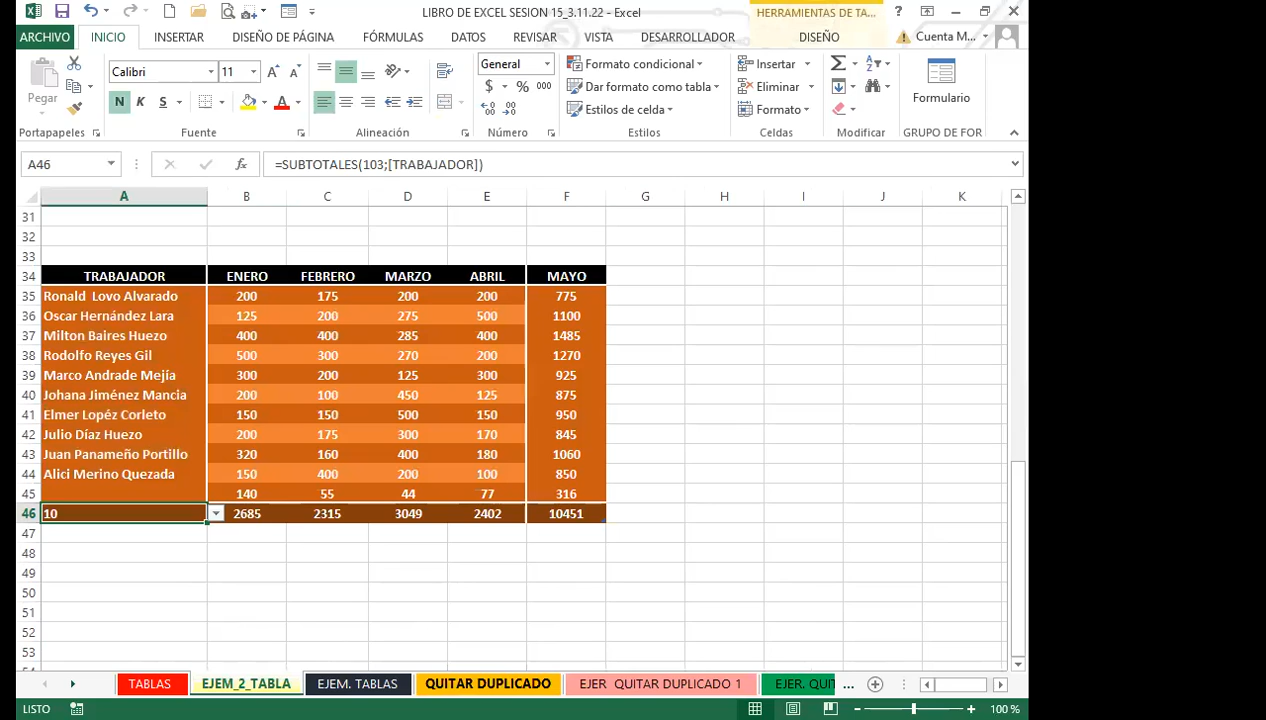 LIBRO DE EXCEL SESION 15_3.11.22 - Excel
HERRAMIENTAS DE TA...
?
ARCHIVO INICIO INSERTAR DISEÑO DE PÁGINA FÓRMULAS DATOS REVISAR VISTA DESARROLLADOR DISEÑO Cuenta M...
Pegar
Calibri 11
General
Formato condicional
Insertar
N K S A
$ % 000
Dar formato como tabla
Eliminar
Estilos de celda
Formato
Formulario
Portapapeles Fuente Alineación Número Estilos Celdas Modificar GRUPO DE FOR
A46 fx =SUBTOTALES(103;[TRABAJADOR])
A B C D E F G H I J K
31
32
33
34 TRABAJADOR ENERO FEBRERO MARZO ABRIL MAYO
35 Ronald Lovo Alvarado 200 175 200 200 775
36 Oscar Hernández Lara 125 200 275 500 1100
37 Milton Baires Huezo 400 400 285 400 1485
38 Rodolfo Reyes Gil 500 300 270 200 1270
39 Marco Andrade Mejía 300 200 125 300 925
40 Johana Jiménez Mancia 200 100 450 125 875
41 Elmer Lopéz Corleto 150 150 500 150 950
42 Julio Díaz Huezo 200 175 300 170 845
43 Juan Panameño Portillo 320 160 400 180 1060
44 Alici Merino Quezada 150 400 200 100 850
45 140 55 44 77 316
46 10 2685 2315 3049 2402 10451
47
48
49
50
51
52
53
TABLAS EJEM_2_TABLA EJEM. TABLAS QUITAR DUPLICADO EJER QUITAR DUPLICADO 1 EJER. QUIT ...
LISTO 100 %